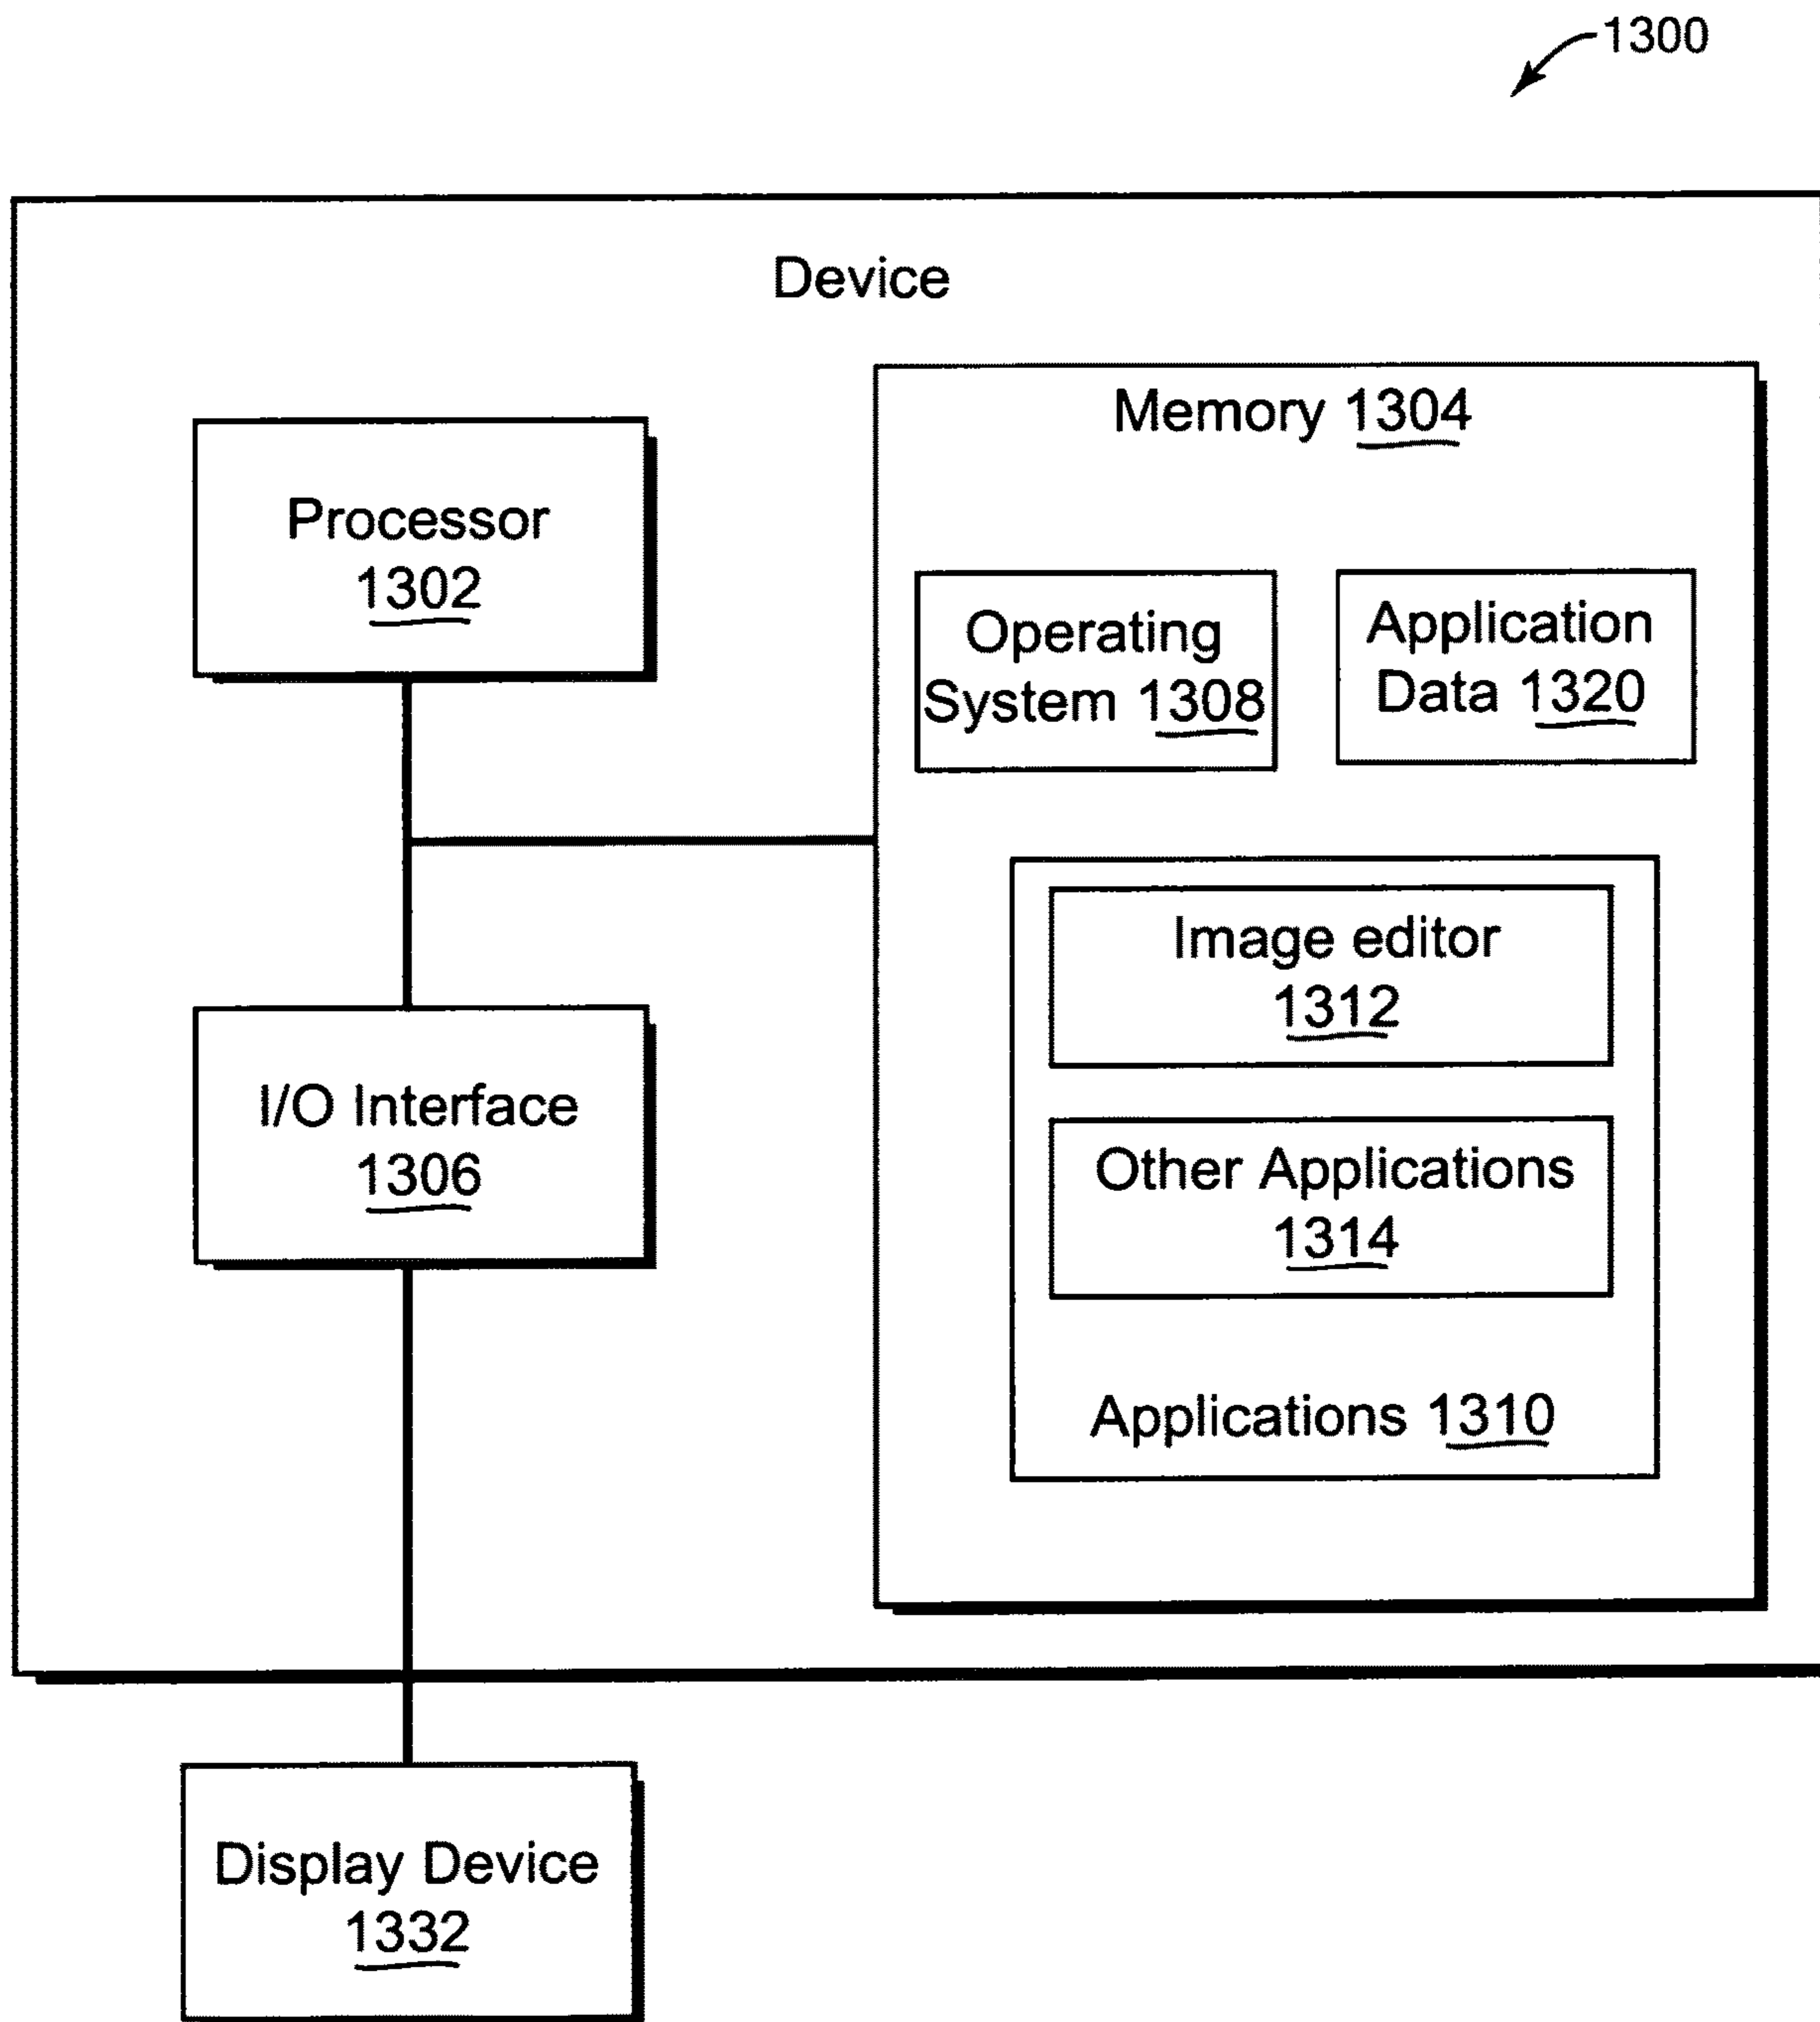 1300
Device
Memory 1304
Processor
1302
Operating
System 1308
Application
Data 1320
Image editor
1312
I/O Interface
1306
Other Applications
1314
Applications 1310
Display Device
1332